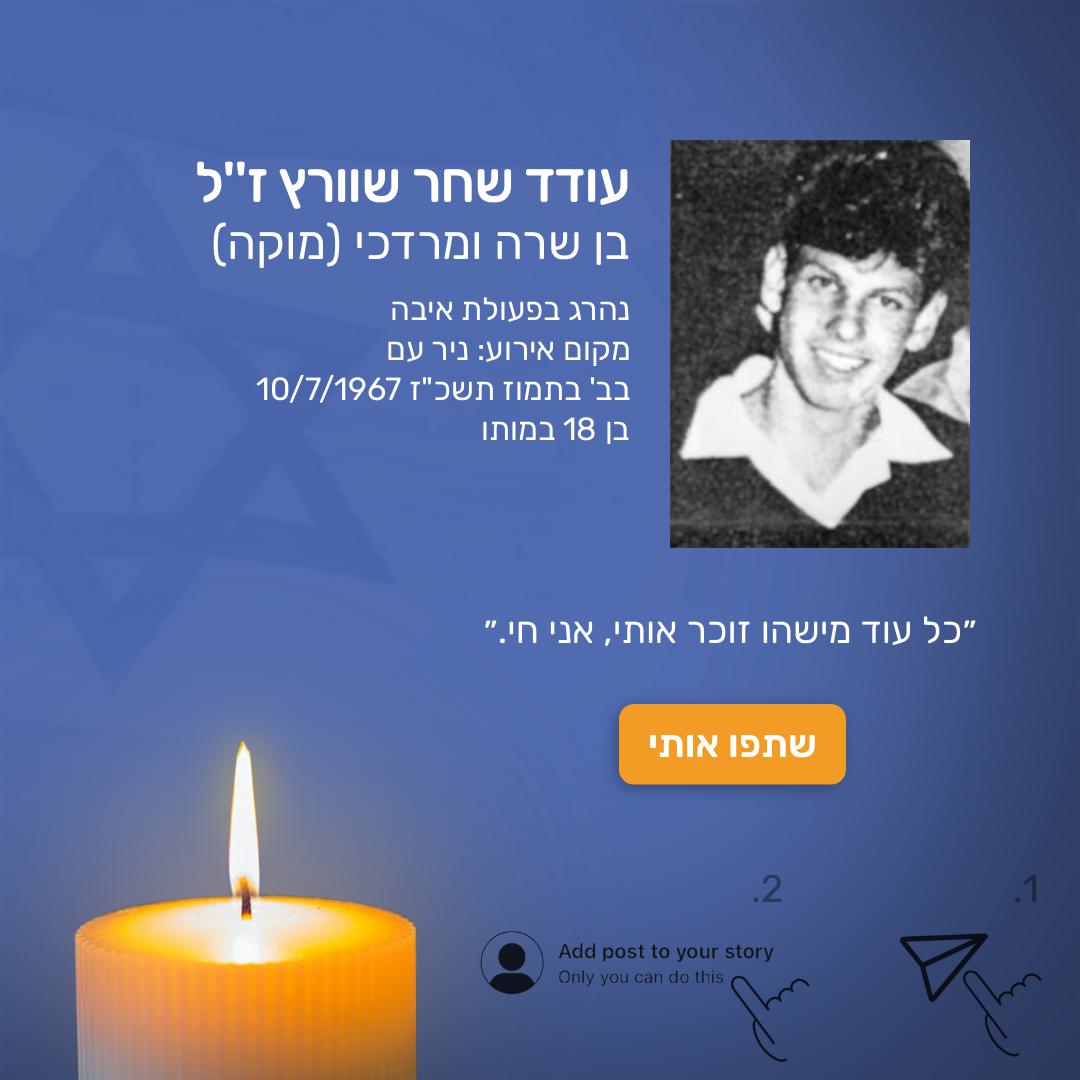 עודד שחר שוורץ ז''ל
בן שרה ומרדכי (מוקה)
נהרג בפעולת איבה
מקום אירוע: ניר עם
בב' בתמוז תשכ"ז 10/7/1967
בן 18 במותו
״כל עוד מישהו זוכר אותי, אני חי.״
שתפו אותי
1.
2.
Add post to your story
Only you can do this